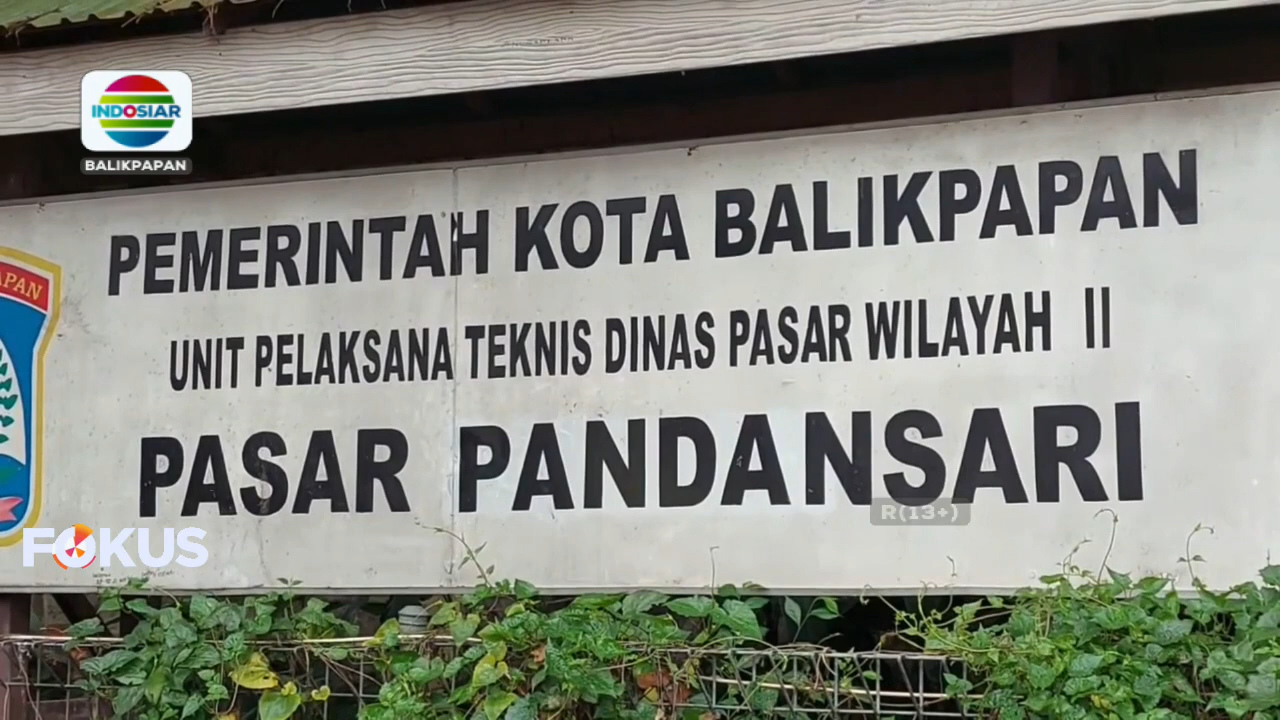 INDOSIAR
BALIKPAPAN
PEMERINTAH KOTA BALIKPAPAN
UNIT PELAKSANA TEKNIS DINAS PASAR WILAYAH II
PASAR PANDANSARI
R(13+)
FOKUS